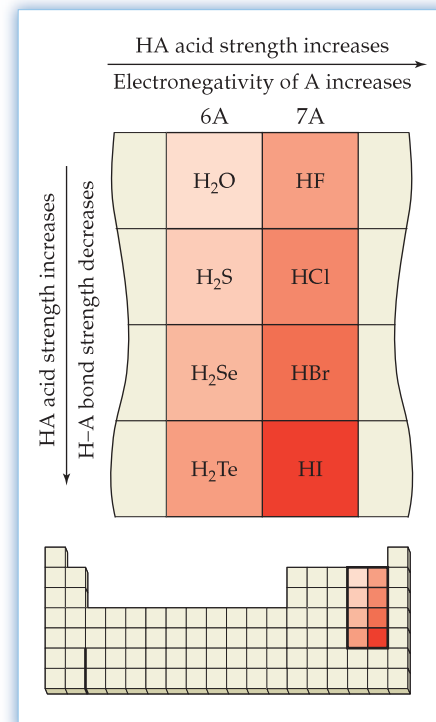 HA acid strength increases
Electronegativity of A increases
6A 7A
HA acid strength increases
H–A bond strength decreases
H₂O HF
H₂S HCl
H₂Se HBr
H₂Te HI